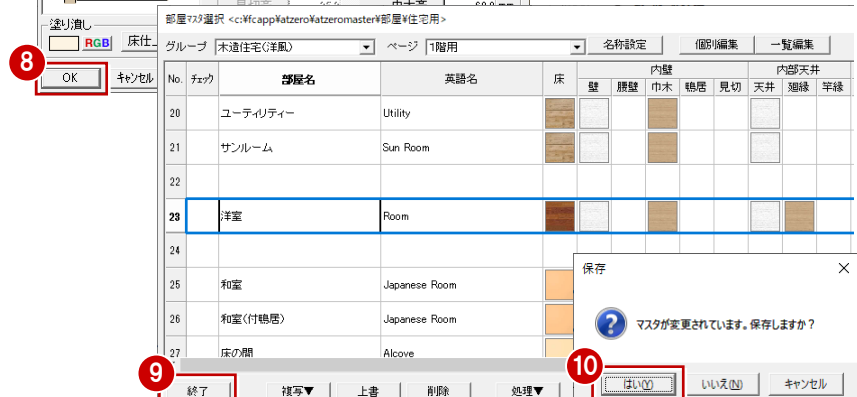 塗り潰し
RGB
8
OK
ｷｬﾝｾﾙ
部屋ﾏｽﾀ選択 <c:¥fcapp¥atzero¥atzeromaster¥部屋¥住宅用>
グループ 木造住宅(洋風) ページ 1階用 名称設定 個別編集 一覧編集
No. ﾁｪｯｸ 部屋名 英語名 床 内壁 内部天井
壁 腰壁 巾木 鴨居 見切 天井 廻縁 竿縁
20 ユーティリティー Utility
21 サンルーム Sun Room
22
23 洋室 Room
24
25 和室 Japanese Room
26 和室(付鴨居) Japanese Room
27 床の間 Alcove
9
終了 複写▼ 上書 削除 処理▼
保存
マスタが変更されています。保存しますか？
10
はい(Y) いいえ(N) キャンセル